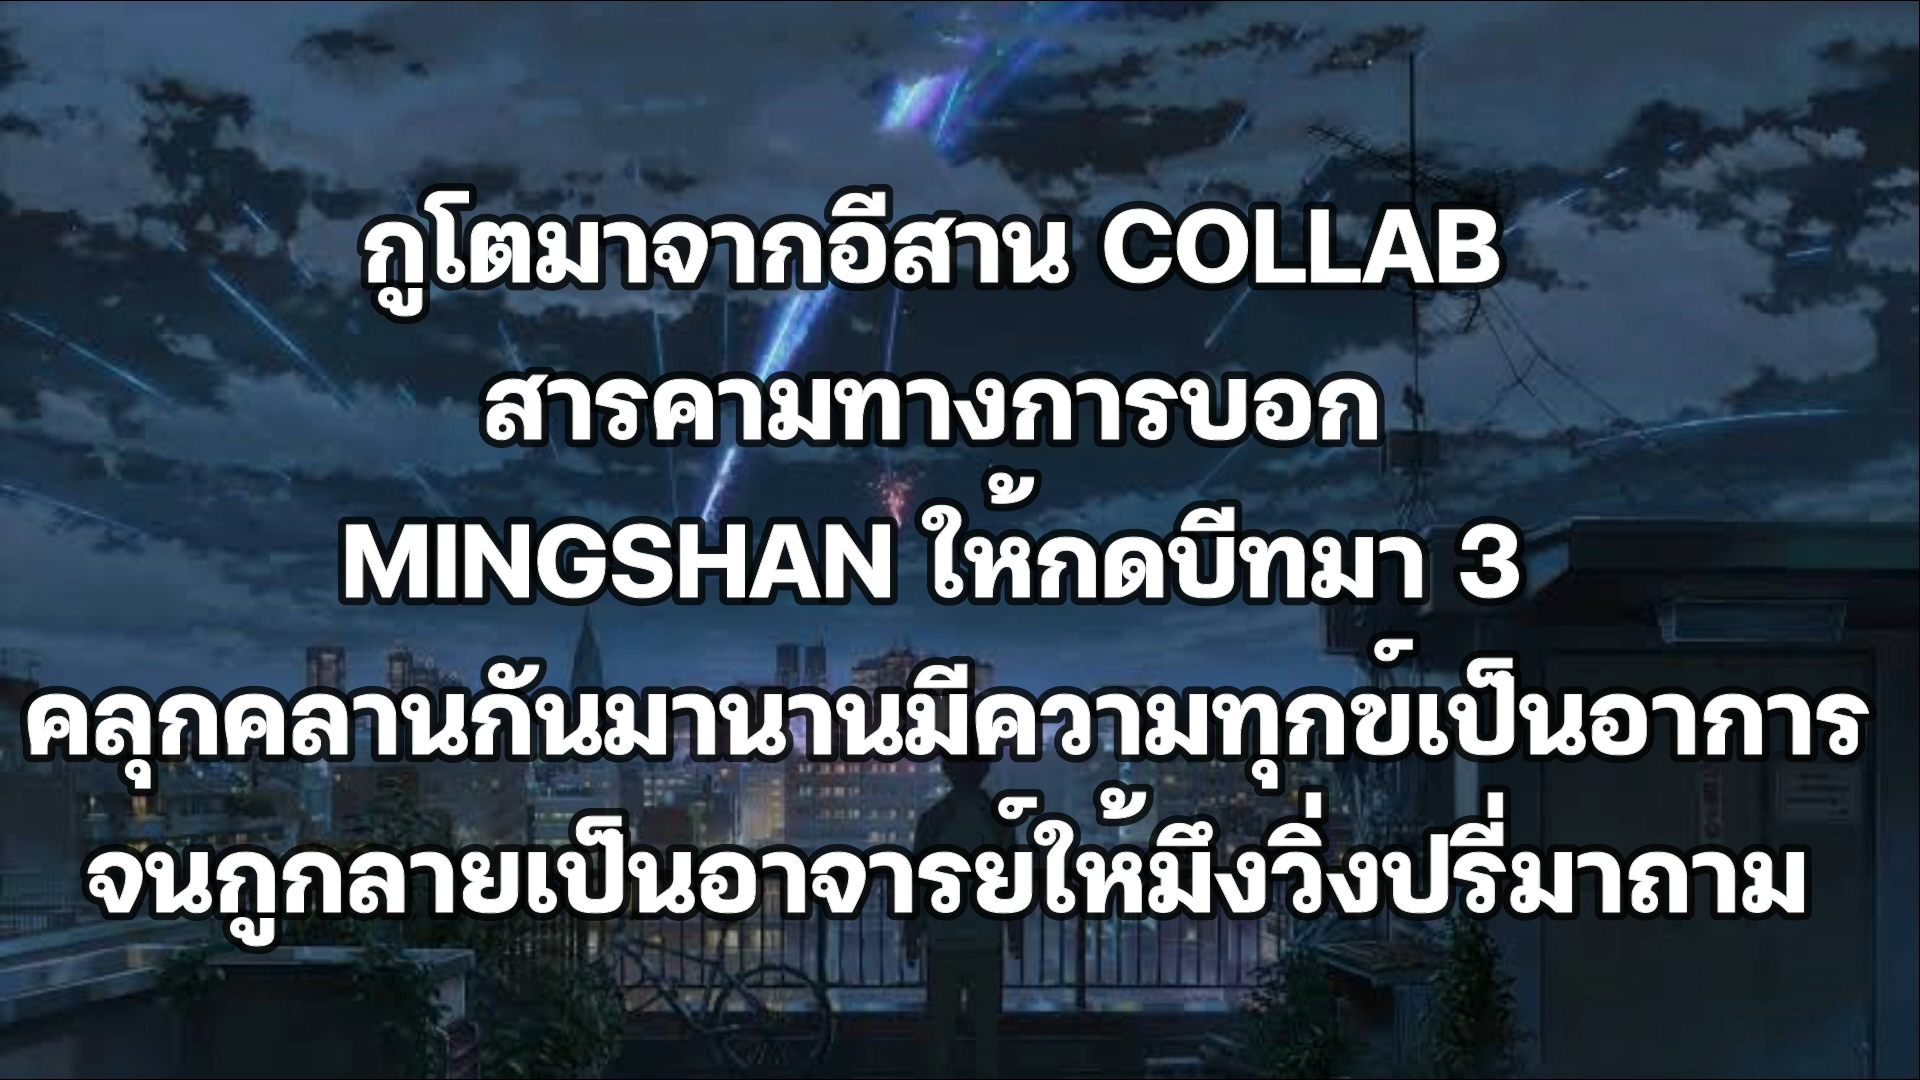 กูโตมาจากอีสาน COLLAB
สารคามทางการบอก
MINGSHAN ให้กดบีทมา 3
คลุกคลานกันมานานมีความทุกข์เป็นอาการ
จนกูกลายเป็นอาจารย์ให้มึงวิ่งปรี่มาถาม